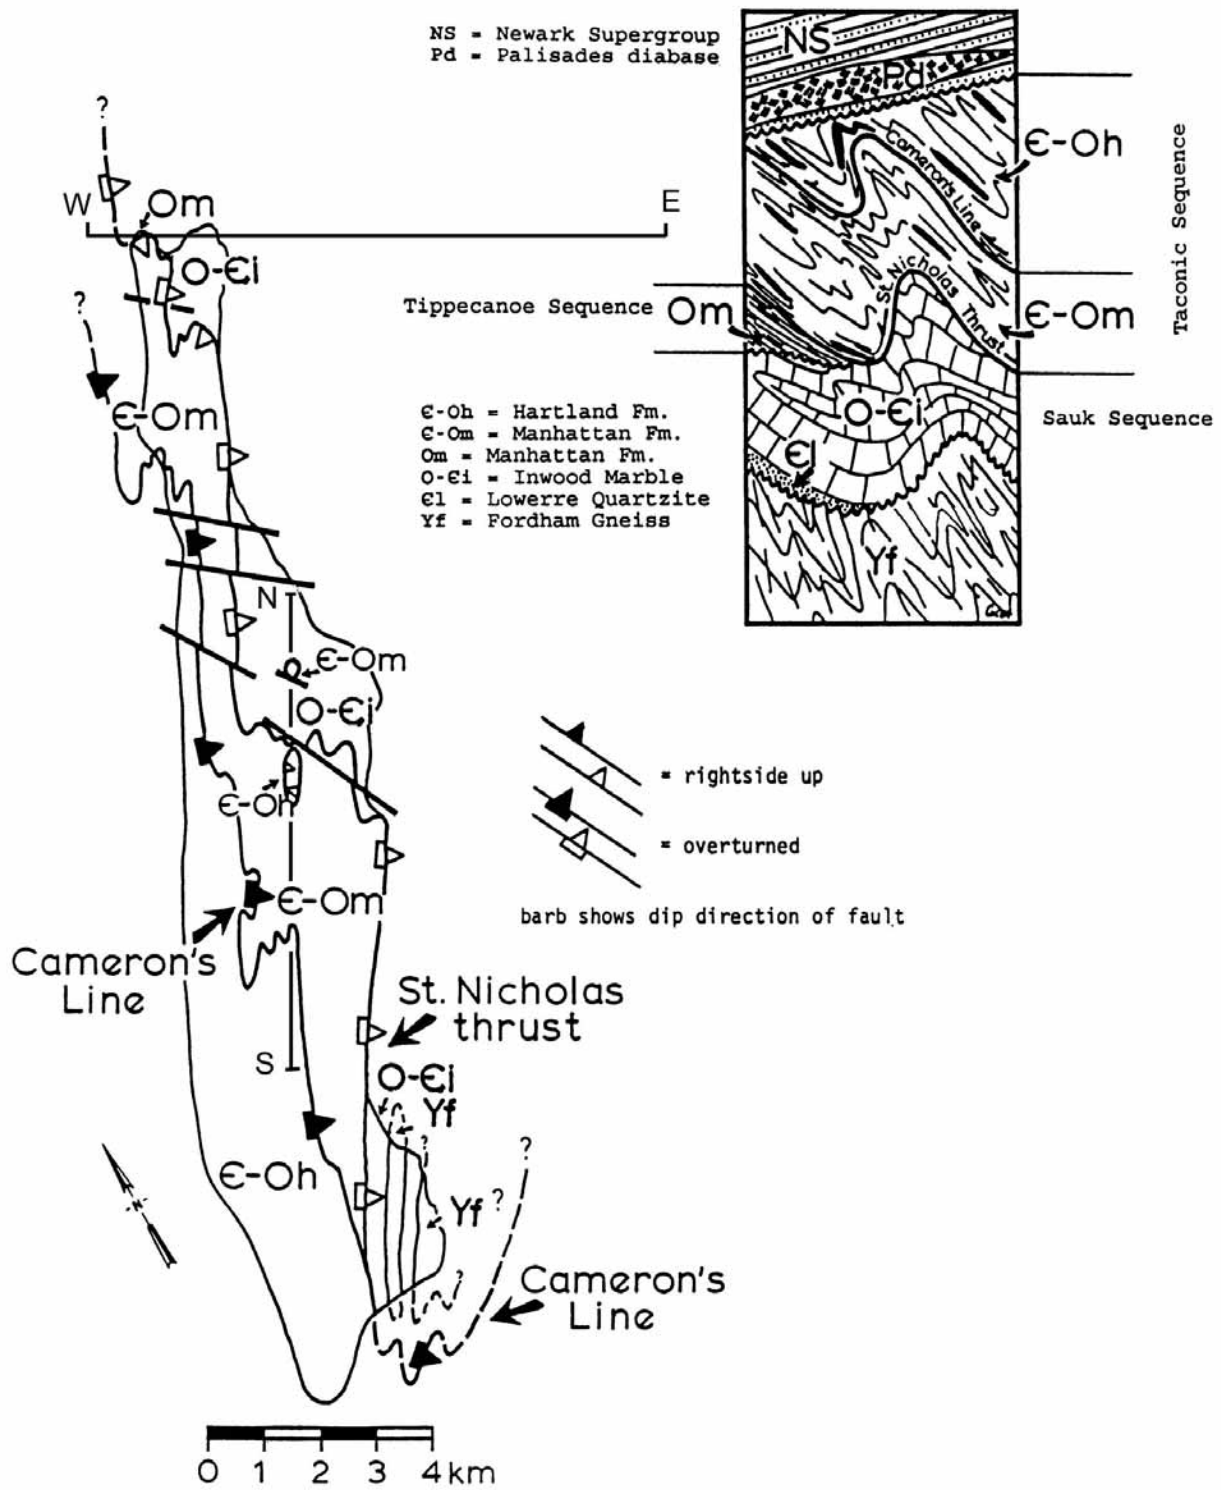 NS = Newark Supergroup
Pd = Palisades diabase
NS
Pd
Cameron's Line
Є-Oh
Taconic Sequence
St. Nicholas Thrust
Є-Om
Tippecanoe Sequence
Om
O-Єi
Sauk Sequence
Єl
Yf
Є-Oh = Hartland Fm.
Є-Om = Manhattan Fm.
Om = Manhattan Fm.
O-Єi = Inwood Marble
Єl = Lowerre Quartzite
Yf = Fordham Gneiss
?
W
Om
E
O-Єi
?
Є-Om
N
Є-Om
O-Єi
Є-Oh
= rightside up
= overturned
barb shows dip direction of fault
Є-Om
Cameron's
Line
St. Nicholas
thrust
S
O-Єi
Yf
?
?
Є-Oh
Yf
?
?
Cameron's
Line
0 1 2 3 4 km